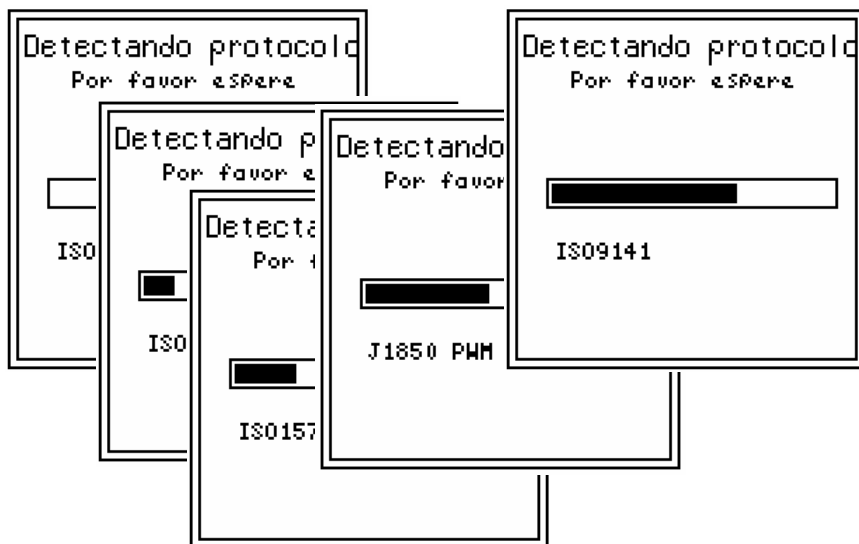 Detectando protocolo
Por favor espere
ISO
Detectando p
Por favor e
ISO
Detecta
Por f
ISO157
Detectando
Por favor
J1850 PWM
Detectando protocolo
Por favor espere
ISO9141